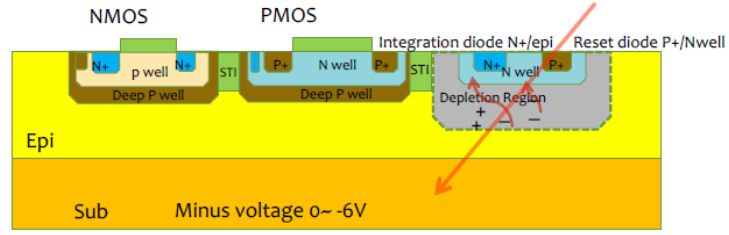 NMOS
PMOS
Integration diode N+/epi
Reset diode P+/Nwell
N+
p well
N+
STI
P+
N well
P+
STI
N+
N well
P+
Deep P well
Deep P well
Depletion Region
+
+
−
−
Epi
Sub
Minus voltage 0~ -6V